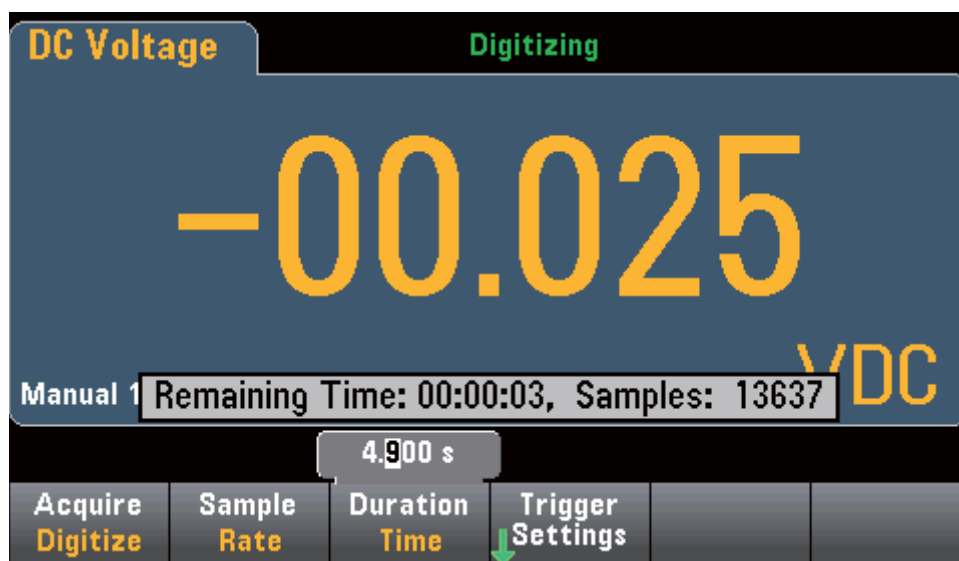 DC Voltage
Digitizing
-00.025
VDC
Manual 1
Remaining Time: 00:00:03, Samples: 13637
4.900 s
Acquire Sample Duration Trigger
Digitize Rate Time Settings